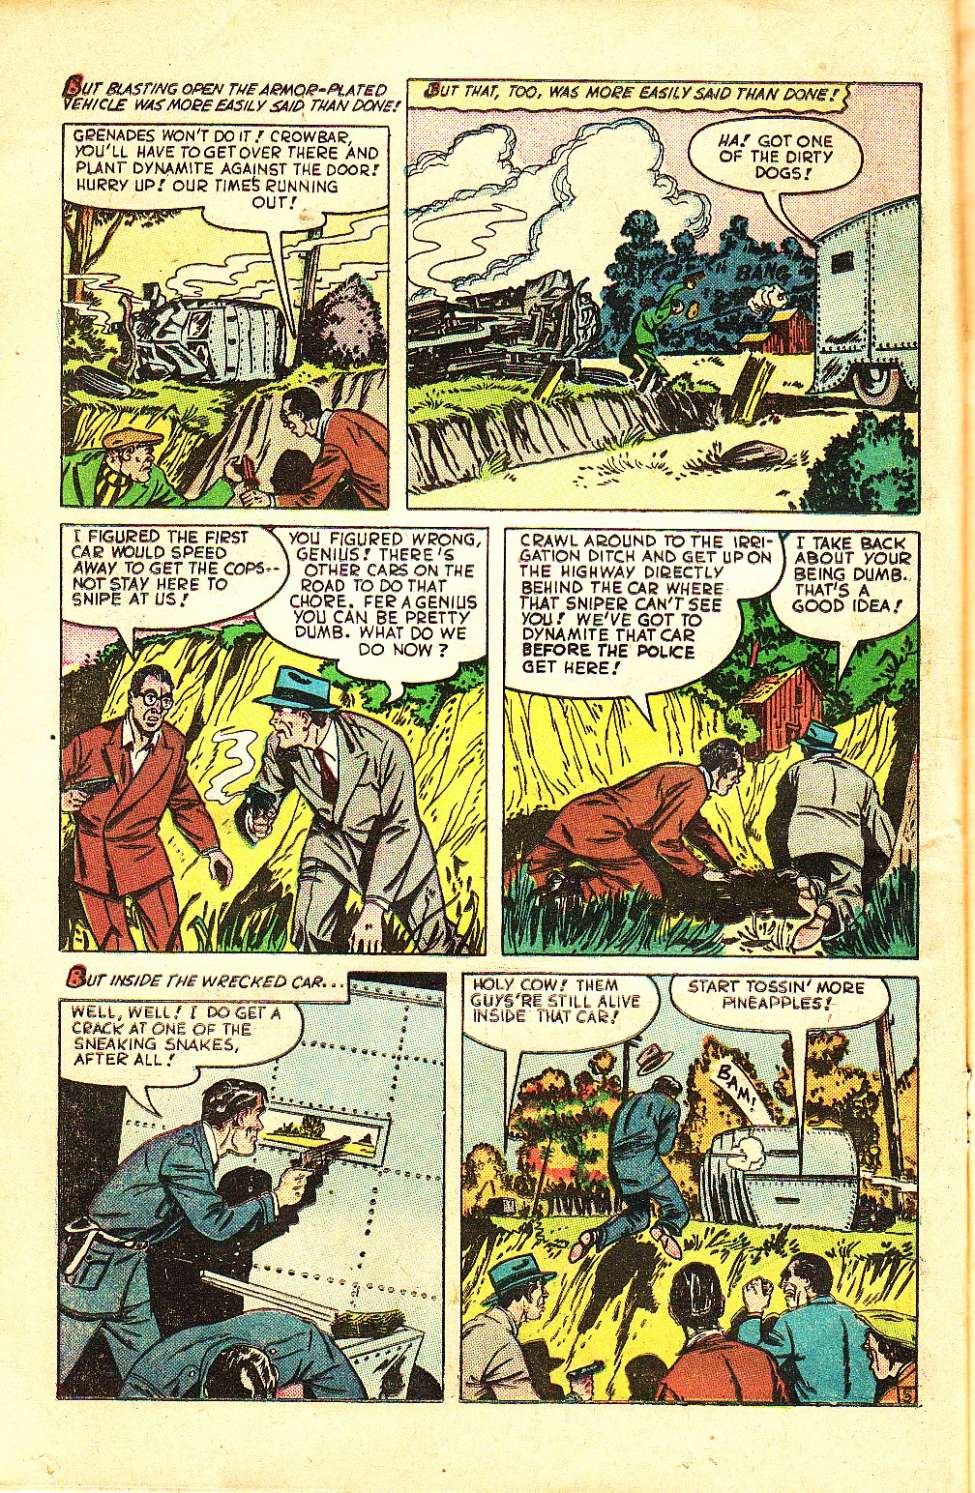 BUT BLASTING OPEN THE ARMOR-PLATED
VEHICLE WAS MORE EASILY SAID THAN DONE!
GRENADES WON'T DO IT! CROWBAR,
YOU'LL HAVE TO GET OVER THERE AND
PLANT DYNAMITE AGAINST THE DOOR!
HURRY UP! OUR TIME'S RUNNING
OUT!
BUT THAT, TOO, WAS MORE EASILY SAID THAN DONE!
HA! GOT ONE
OF THE DIRTY
DOGS!
BANG
I FIGURED THE FIRST
CAR WOULD SPEED
AWAY TO GET THE COPS--
NOT STAY HERE TO
SNIPE AT US!
YOU FIGURED WRONG,
GENIUS! THERE'S
OTHER CARS ON THE
ROAD TO DO THAT
CHORE. FER A GENIUS
YOU CAN BE PRETTY
DUMB. WHAT DO WE
DO NOW?
CRAWL AROUND TO THE IRRI-
GATION DITCH AND GET UP ON
THE HIGHWAY DIRECTLY
BEHIND THE CAR WHERE
THAT SNIPER CAN'T SEE
YOU! WE'VE GOT TO
DYNAMITE THAT CAR
BEFORE THE POLICE
GET HERE!
I TAKE BACK
ABOUT YOUR
BEING DUMB.
THAT'S A
GOOD IDEA!
BUT INSIDE THE WRECKED CAR...
WELL, WELL! I DO GET A
CRACK AT ONE OF THE
SNEAKING SNAKES,
AFTER ALL!
HOLY COW! THEM
GUYS'RE STILL ALIVE
INSIDE THAT CAR!
START TOSSIN' MORE
PINEAPPLES!
BAM!
5